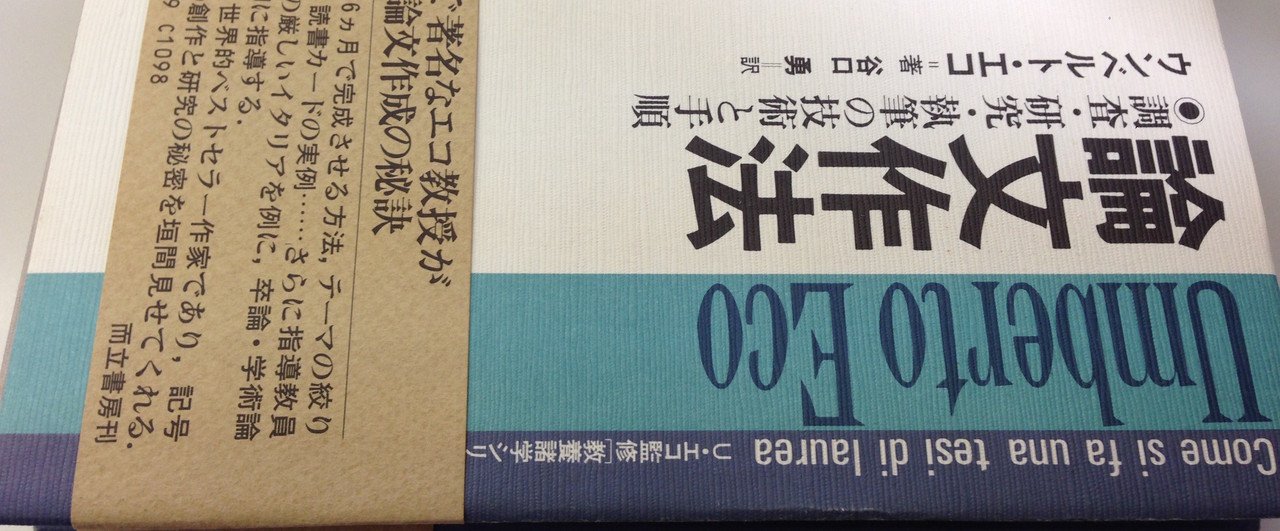 ウンベルト・エコ=著 谷口 勇=訳
●調査・研究・執筆の技術と手順
論文作法
Umberto Eco
Come si fa una tesi di laurea
U・エコ監修［教養諸学シリ
で著名なエコ教授が
論文作成の秘訣
6ヵ月で完成させる方法，テーマの絞り
読書カードの実例……さらに指導教員
の厳しいイタリアを例に，卒論・学術論
に指導する．
世界的ベストセラー作家であり，記号
創作と研究の秘密を垣間見せてくれる．
9 C1098
而立書房刊